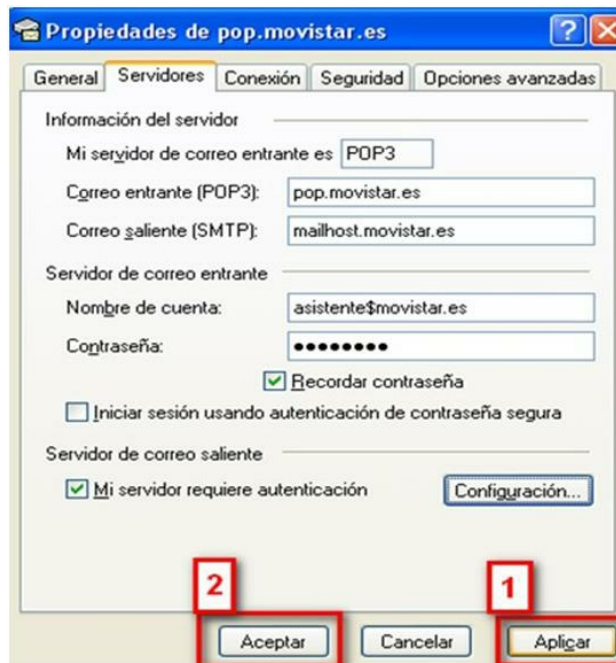 Propiedades de pop.movistar.es
General Servidores Conexión Seguridad Opciones avanzadas
Información del servidor
Mi servidor de correo entrante es POP3
Correo entrante (POP3): pop.movistar.es
Correo saliente (SMTP): mailhost.movistar.es
Servidor de correo entrante
Nombre de cuenta: asistente$movistar.es
Contraseña: ●●●●●●●●●
Recordar contraseña
Iniciar sesión usando autenticación de contraseña segura
Servidor de correo saliente
Mi servidor requiere autenticación Configuración...
2 1
Aceptar Cancelar Aplicar